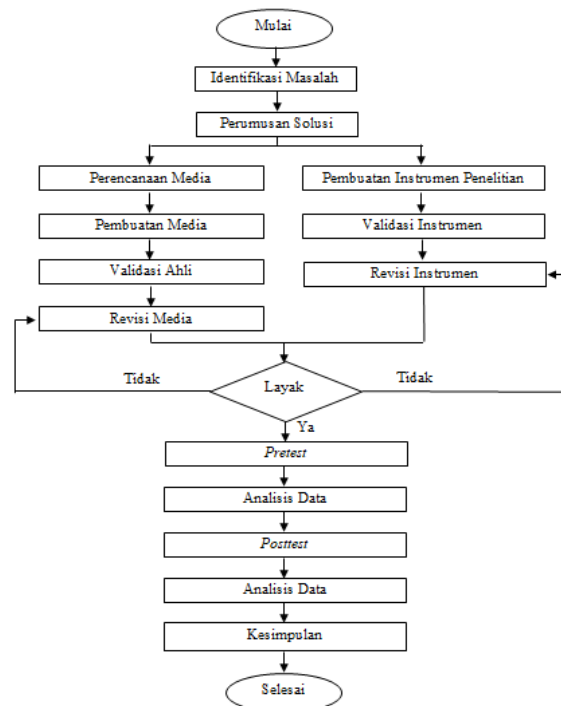 Mulai
Identifikasi Masalah
Perumusan Solusi
Perencanaan Media
Pembuatan Media
Validasi Ahli
Revisi Media
Pembuatan Instrumen Penelitian
Validasi Instrumen
Revisi Instrumen
Tidak
Layak
Tidak
Ya
Pretest
Analisis Data
Posttest
Analisis Data
Kesimpulan
Selesai